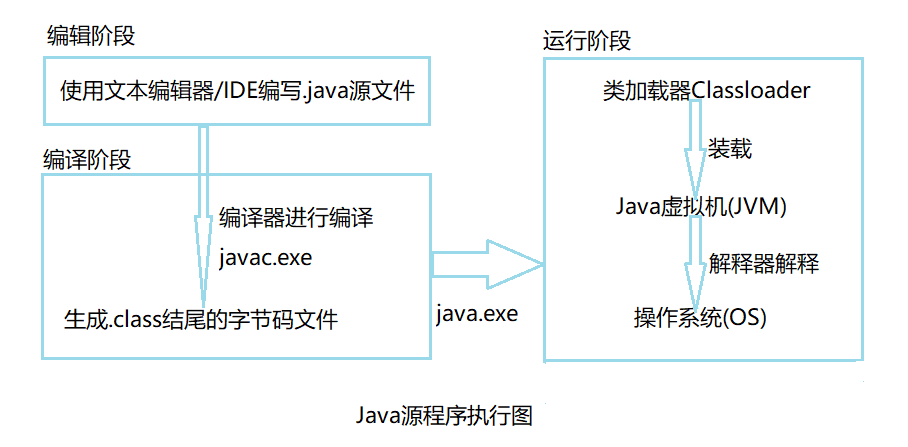 编辑阶段
使用文本编辑器/IDE编写.java源文件
编译阶段
编译器进行编译
javac.exe
生成.class结尾的字节码文件
java.exe
运行阶段
类加载器Classloader
装载
Java虚拟机(JVM)
解释器解释
操作系统(OS)
Java源程序执行图